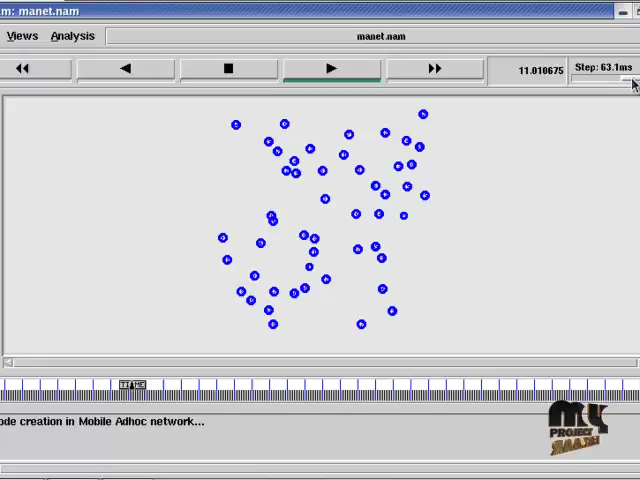 am: manet.nam
Views Analysis manet.nam
11.010675 Step: 63.1ms
TIME
ode creation in Mobile Adhoc network...
My
PROJECT